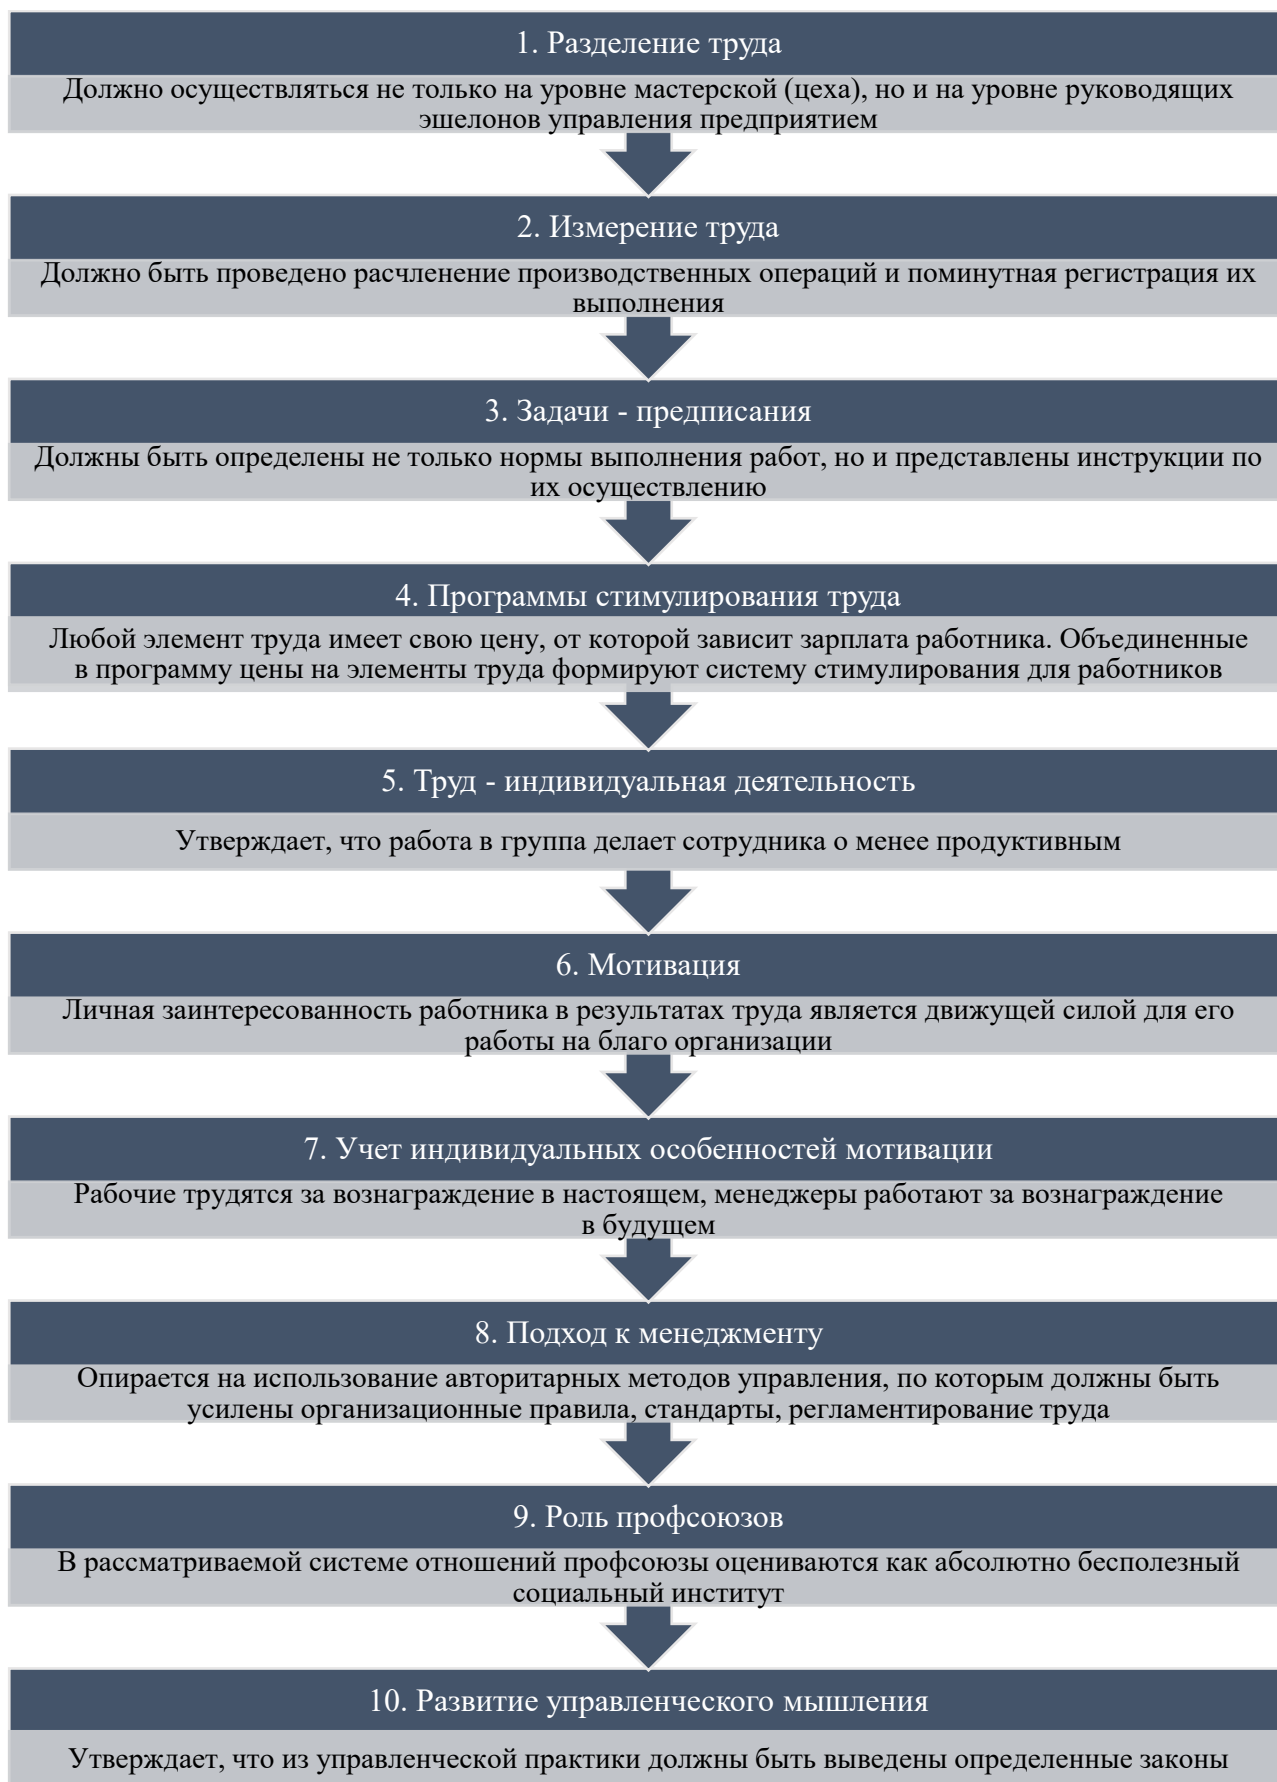 1. Разделение труда
Должно осуществляться не только на уровне мастерской (цеха), но и на уровне руководящих
эшелонов управления предприятием
2. Измерение труда
Должно быть проведено расчленение производственных операций и поминутная регистрация их
выполнения
3. Задачи - предписания
Должны быть определены не только нормы выполнения работ, но и представлены инструкции по
их осуществлению
4. Программы стимулирования труда
Любой элемент труда имеет свою цену, от которой зависит зарплата работника. Объединенные
в программу цены на элементы труда формируют систему стимулирования для работников
5. Труд - индивидуальная деятельность
Утверждает, что работа в группа делает сотрудника о менее продуктивным
6. Мотивация
Личная заинтересованность работника в результатах труда является движущей силой для его
работы на благо организации
7. Учет индивидуальных особенностей мотивации
Рабочие трудятся за вознаграждение в настоящем, менеджеры работают за вознаграждение
в будущем
8. Подход к менеджменту
Опирается на использование авторитарных методов управления, по которым должны быть
усилены организационные правила, стандарты, регламентирование труда
9. Роль профсоюзов
В рассматриваемой системе отношений профсоюзы оцениваются как абсолютно бесполезный
социальный институт
10. Развитие управленческого мышления
Утверждает, что из управленческой практики должны быть выведены определенные законы